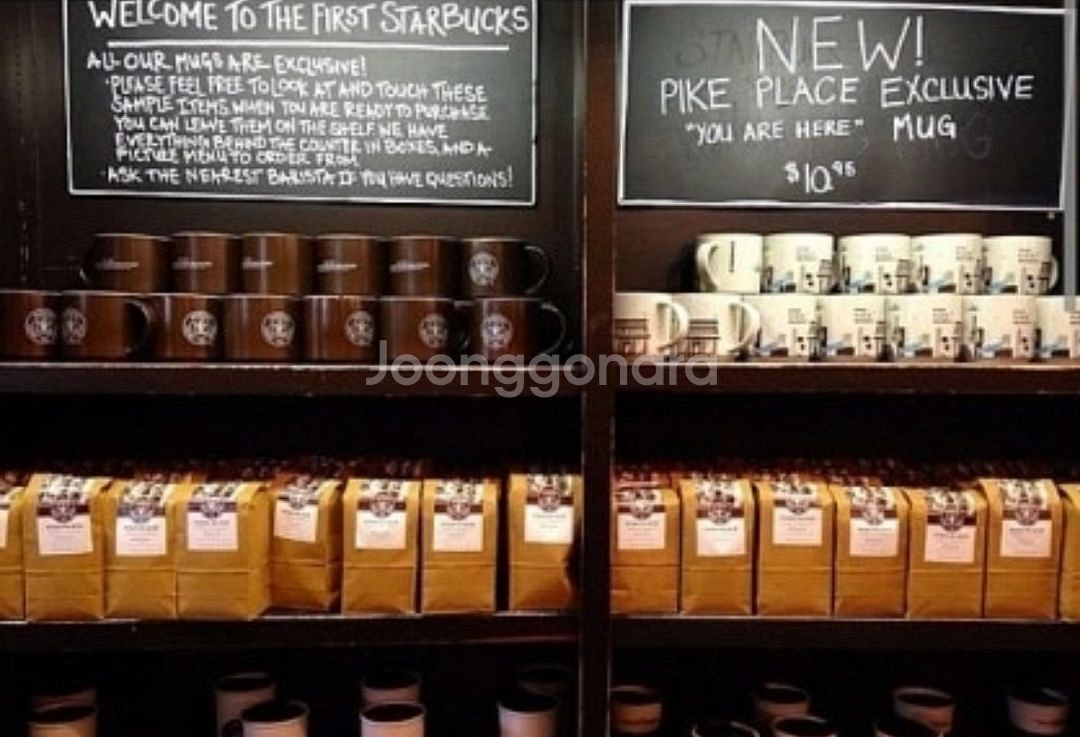 WELCOME TO THE FIRST STARBUCKS
ALL OUR MUGS ARE EXCLUSIVE!
·PLEASE FEEL FREE TO LOOK AT AND TOUCH THESE
SAMPLE ITEMS. WHEN YOU ARE READY TO PURCHASE
YOU CAN LEAVE THEM ON THE SHELF. WE HAVE
EVERYTHING BEHIND THE COUNTER IN BOXES, AND A
PICTURE MENU TO ORDER FROM
·ASK THE NEAREST BARISTA IF YOU HAVE QUESTIONS!
NEW!
PIKE PLACE EXCLUSIVE
"YOU ARE HERE" MUG
$10.95
Joonggonara